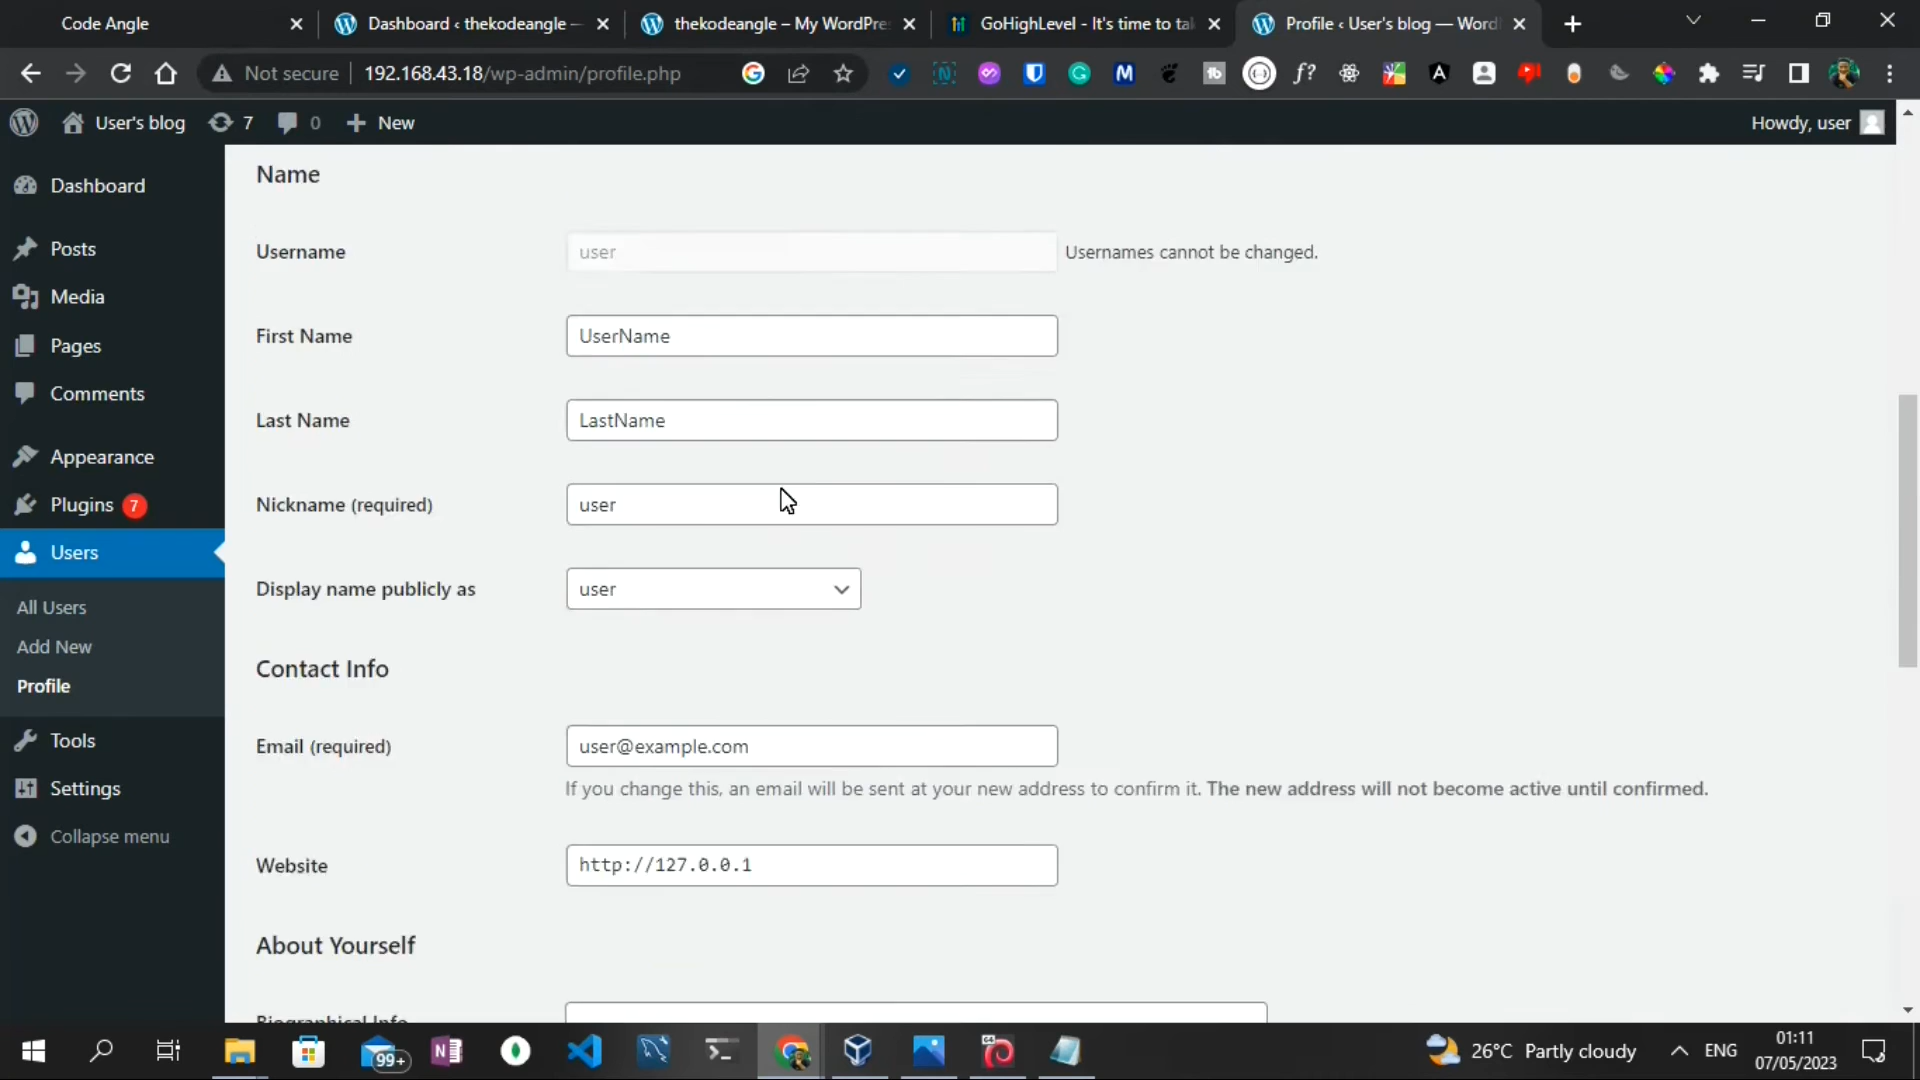 Code Angle
Dashboard ‹ thekodeangle —
thekodeangle – My WordPre
GoHighLevel - It's time to tak
Profile ‹ User's blog — Word
Not secure
192.168.43.18/wp-admin/profile.php
User's blog
7
0
New
Howdy, user
Dashboard
Posts
Media
Pages
Comments
Appearance
Plugins 7
Users
All Users
Add New
Profile
Tools
Settings
Collapse menu
Name
Username
user
Usernames cannot be changed.
First Name
UserName
Last Name
LastName
Nickname (required)
user
Display name publicly as
user
Contact Info
Email (required)
user@example.com
If you change this, an email will be sent at your new address to confirm it. The new address will not become active until confirmed.
Website
http://127.0.0.1
About Yourself
Biographical Info
99+
26°C Partly cloudy
ENG
01:11
07/05/2023